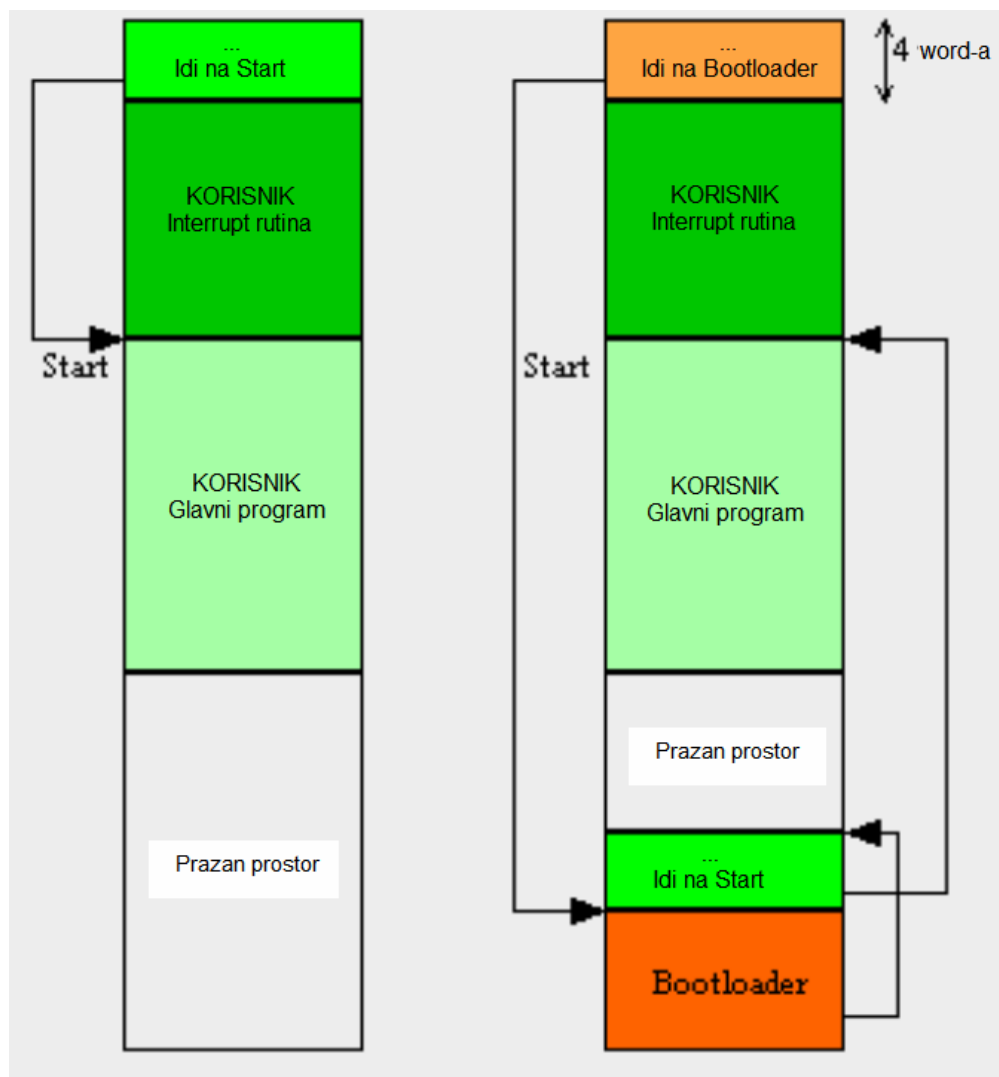 ...
Idi na Start
KORISNIK
Interrupt rutina
Start
KORISNIK
Glavni program
Prazan prostor
...
Idi na Bootloader
4 word-a
KORISNIK
Interrupt rutina
Start
KORISNIK
Glavni program
Prazan prostor
...
Idi na Start
Bootloader